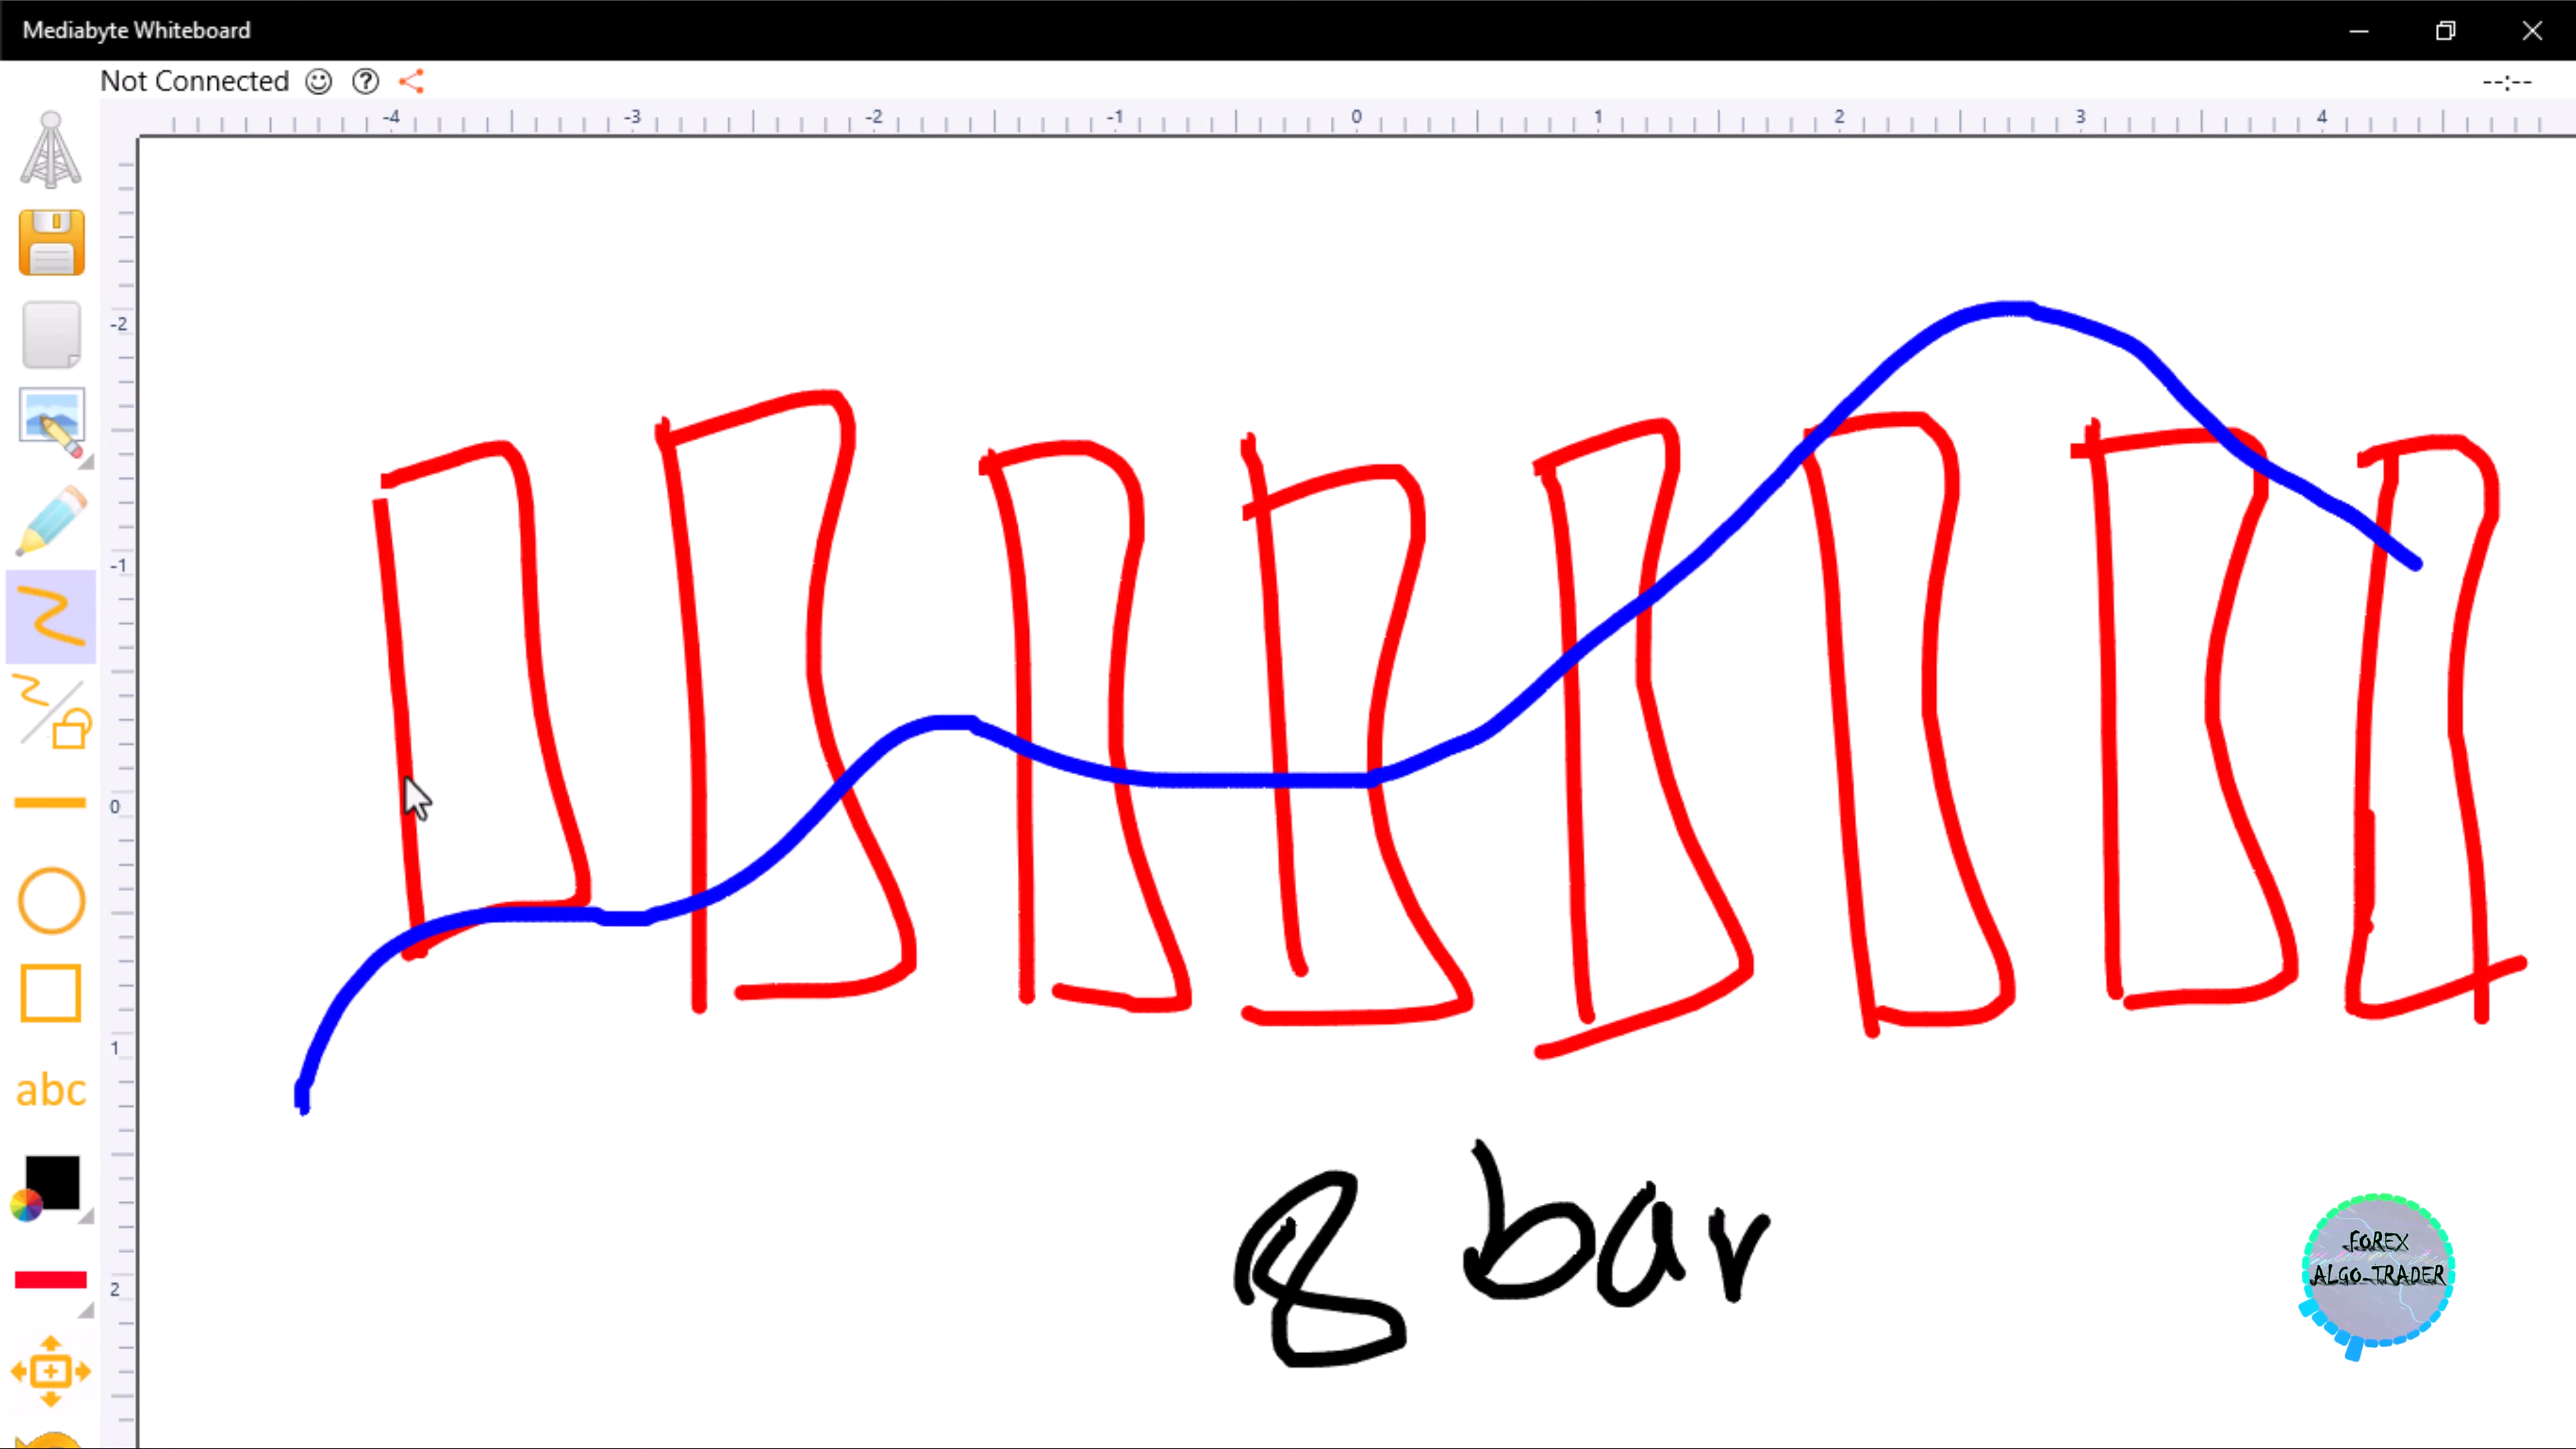 Mediabyte Whiteboard
Not Connected
--:--
-4 -3 -2 -1 0 1 2 3 4
-2
-1
0
1
2
abc
8 bar
FOREX
ALGO-TRADER